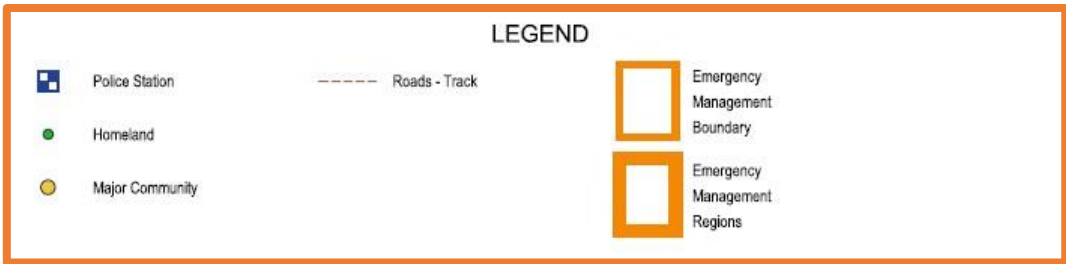 LEGEND
Police Station
Homeland
Major Community
Roads - Track
Emergency
Management
Boundary
Emergency
Management
Regions